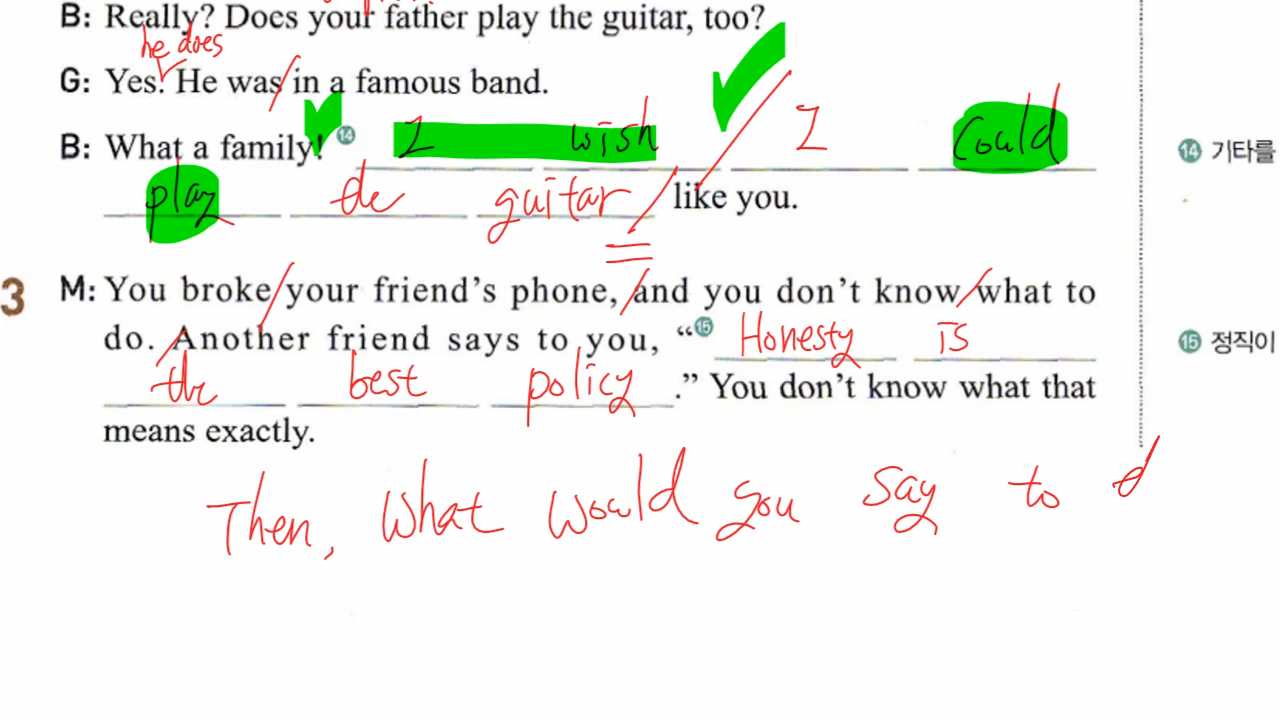 B: Really? Does your father play the guitar, too?
he does
G: Yes. He was in a famous band.
B: What a family! 14 I wish I could
play the guitar like you.
14 기타를
3 M: You broke your friend's phone, and you don't know what to
do. Another friend says to you, "15 Honesty is
the best policy." You don't know what that
means exactly.
15 정직이
Then, what would you say to